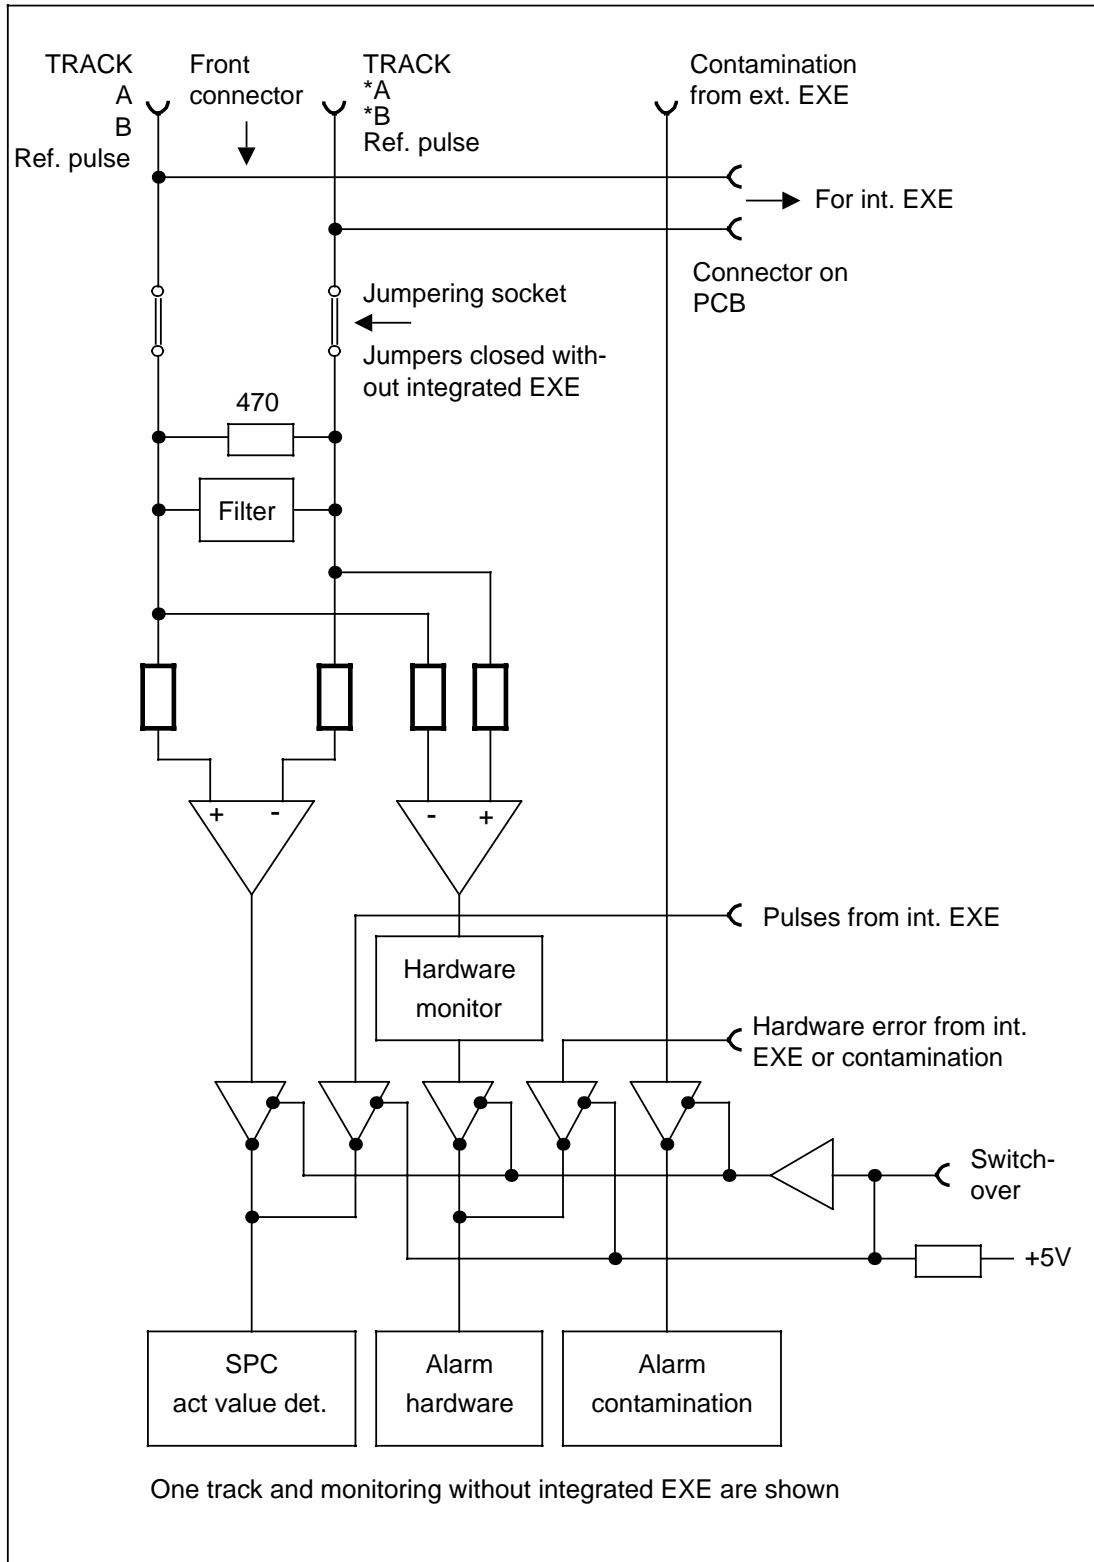 TRACK
A
B
Ref. pulse
Front
connector
TRACK
*A
*B
Ref. pulse
Contamination
from ext. EXE
For int. EXE
Connector on
PCB
Jumpering socket
Jumpers closed with-
out integrated EXE
470
Filter
+ -
- +
Pulses from int. EXE
Hardware
monitor
Hardware error from int.
EXE or contamination
Switch-
over
+5V
SPC
act value det.
Alarm
hardware
Alarm
contamination
One track and monitoring without integrated EXE are shown